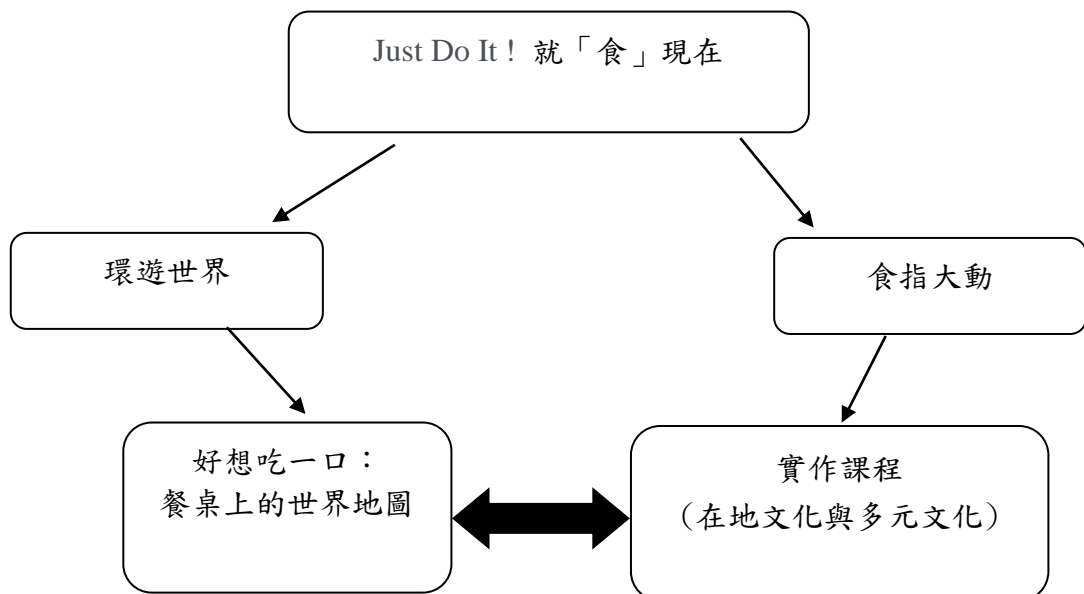 Just Do It ! 就「食」現在
環遊世界
食指大動
好想吃一口：
餐桌上的世界地圖
實作課程
（在地文化與多元文化）